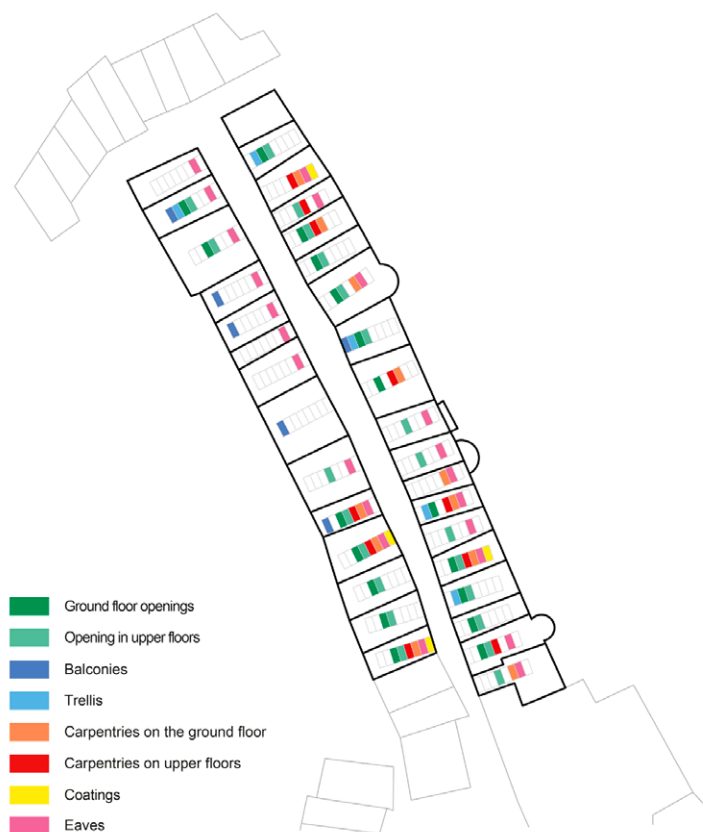 Ground floor openings
Opening in upper floors
Balconies
Trellis
Carpentries on the ground floor
Carpentries on upper floors
Coatings
Eaves